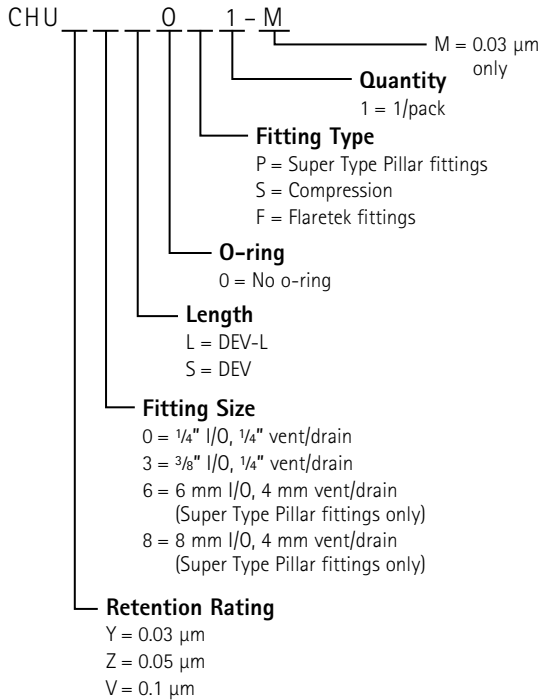 CHU _ _ _ 0 _ 1 - M
M = 0.03 µm
only
Quantity
1 = 1/pack
Fitting Type
P = Super Type Pillar fittings
S = Compression
F = Flaretek fittings
O-ring
0 = No o-ring
Length
L = DEV-L
S = DEV
Fitting Size
0 = 1/4" I/O, 1/4" vent/drain
3 = 3/8" I/O, 1/4" vent/drain
6 = 6 mm I/O, 4 mm vent/drain
(Super Type Pillar fittings only)
8 = 8 mm I/O, 4 mm vent/drain
(Super Type Pillar fittings only)
Retention Rating
Y = 0.03 µm
Z = 0.05 µm
V = 0.1 µm